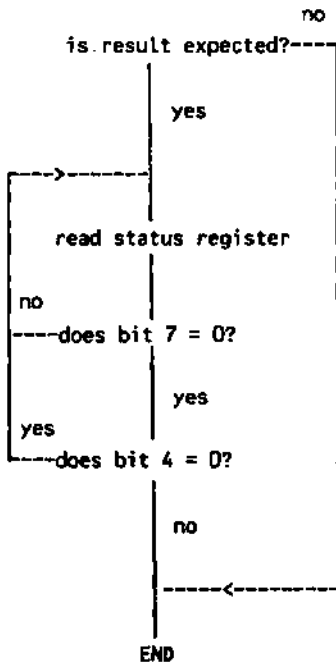 no
is result expected?
yes
read status register
no
does bit 7 = 0?
yes
yes
does bit 4 = 0?
no
END